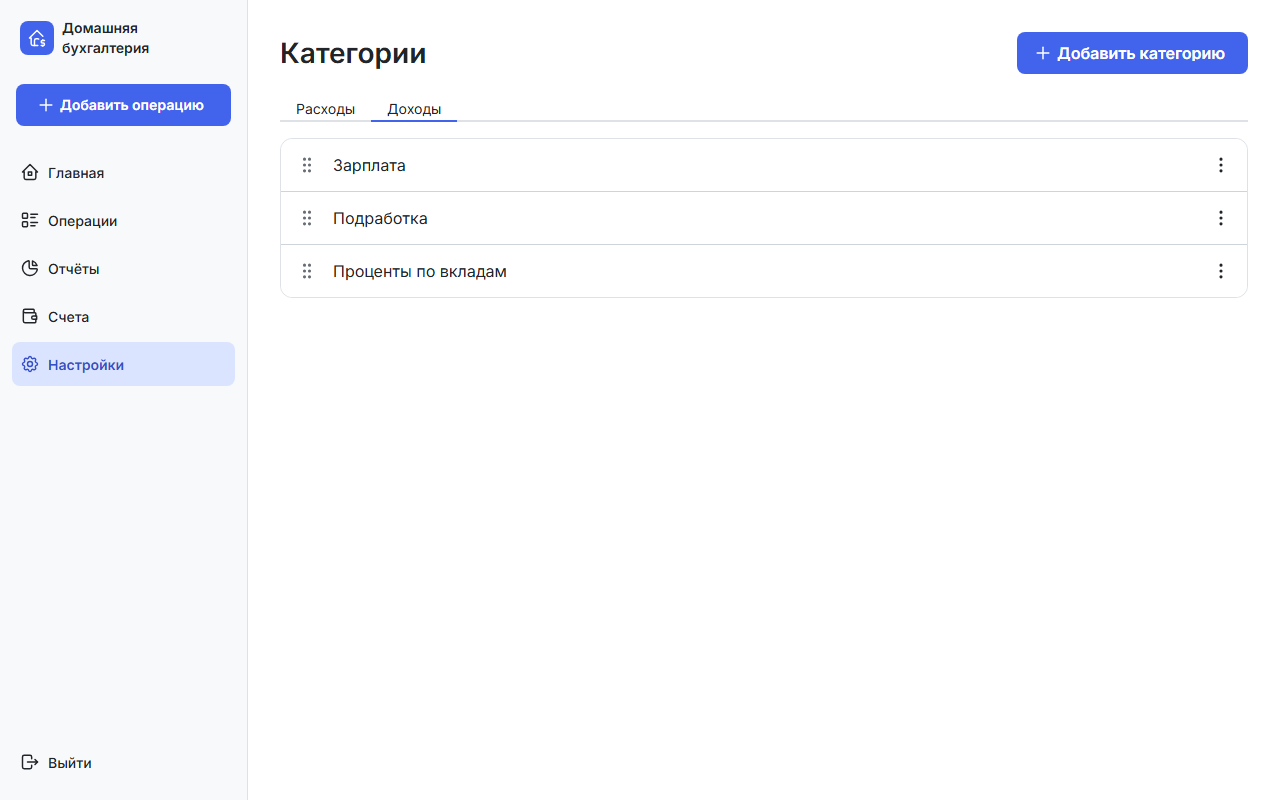 Домашняя
бухгалтерия
Добавить операцию
Главная
Операции
Отчёты
Счета
Настройки
Выйти
Категории
Добавить категорию
Расходы
Доходы
Зарплата
Подработка
Проценты по вкладам